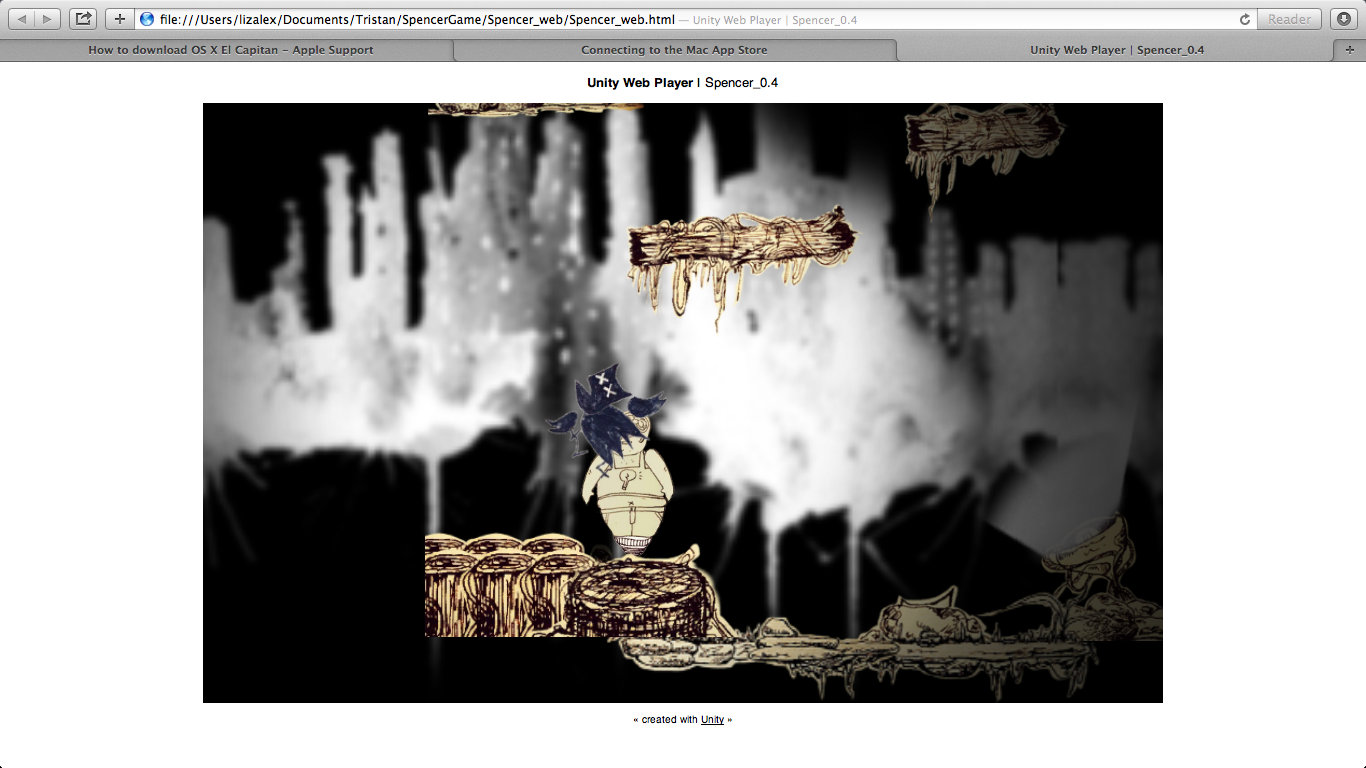 file:///Users/lizalex/Documents/Tristan/SpencerGame/Spencer_web/Spencer_web.html — Unity Web Player | Spencer_0.4
Reader
How to download OS X El Capitan - Apple Support
Connecting to the Mac App Store
Unity Web Player | Spencer_0.4
Unity Web Player | Spencer_0.4
« created with Unity »